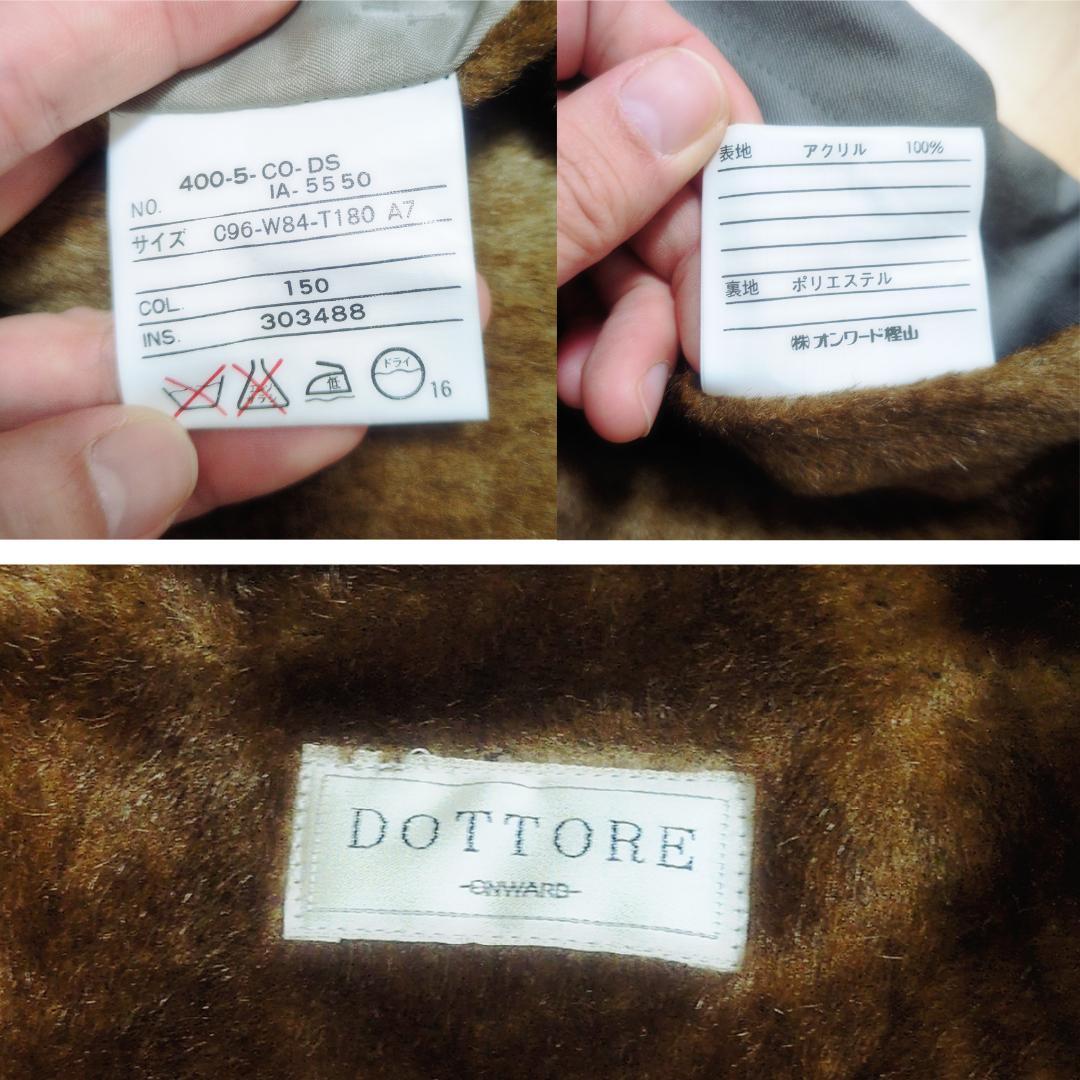 400-5-CO-DS
NO. IA-5550
サイズ C96-W84-T180 A7
COL. 150
INS. 303488
低
ドライ
16
表地 アクリル 100%
裏地 ポリエステル
㈱オンワード樫山
DOTTORE
ONWARD